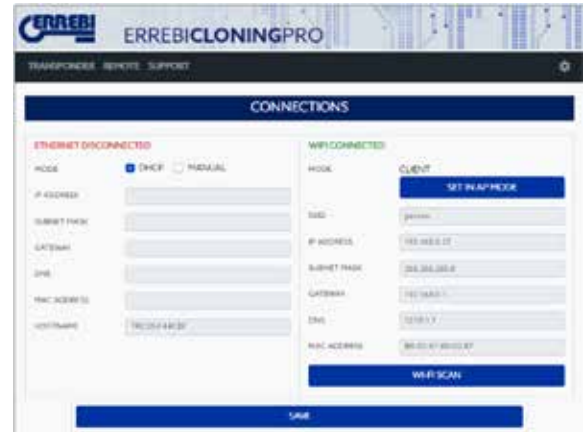 ERREBI
ERREBICLONINGPRO
TRANSPONDER REMOTE SUPPORT
CONNECTIONS
ETHERNET DISCONNECTED
MODE
DHCP
MANUAL
IP ADDRESS
SUBNET MASK
GATEWAY
DNS
MAC ADDRESS
HOSTNAME
WIFI CONNECTED
MODE
CLIENT
SET IN AP MODE
SSID
IP ADDRESS
SUBNET MASK
GATEWAY
DNS
MAC ADDRESS
WI-FI SCAN
SAVE